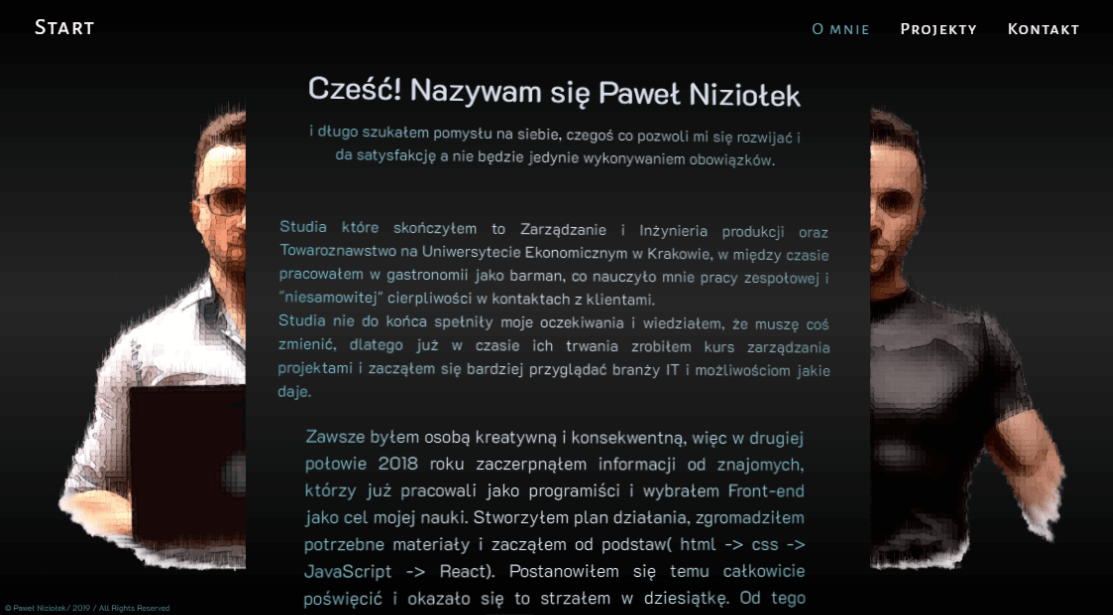 Start
O mnie
Projekty
Kontakt
Cześć! Nazywam się Paweł Niziołek
i długo szukałem pomysłu na siebie, czegoś co pozwoli mi się rozwijać i
da satysfakcję a nie będzie jedynie wykonywaniem obowiązków.
Studia które skończyłem to Zarządzanie i Inżynieria produkcji oraz
Towaroznawstwo na Uniwersytecie Ekonomicznym w Krakowie, w między czasie
pracowałem w gastronomii jako barman, co nauczyło mnie pracy zespołowej i
"niesamowitej" cierpliwości w kontaktach z klientami.
Studia nie do końca spełniły moje oczekiwania i wiedziałem, że muszę coś
zmienić, dlatego już w czasie ich trwania zrobiłem kurs zarządzania
projektami i zacząłem się bardziej przyglądać branży IT i możliwościom jakie
daje.
Zawsze byłem osobą kreatywną i konsekwentną, więc w drugiej
połowie 2018 roku zaczerpnąłem informacji od znajomych,
którzy już pracowali jako programiści i wybrałem Front-end
jako cel mojej nauki. Stworzyłem plan działania, zgromadziłem
potrzebne materiały i zacząłem od podstaw( html -> css ->
JavaScript -> React). Postanowiłem się temu całkowicie
poświęcić i okazało się to strzałem w dziesiątkę. Od tego
© Paweł Niziołek/ 2019 / All Rights Reserved